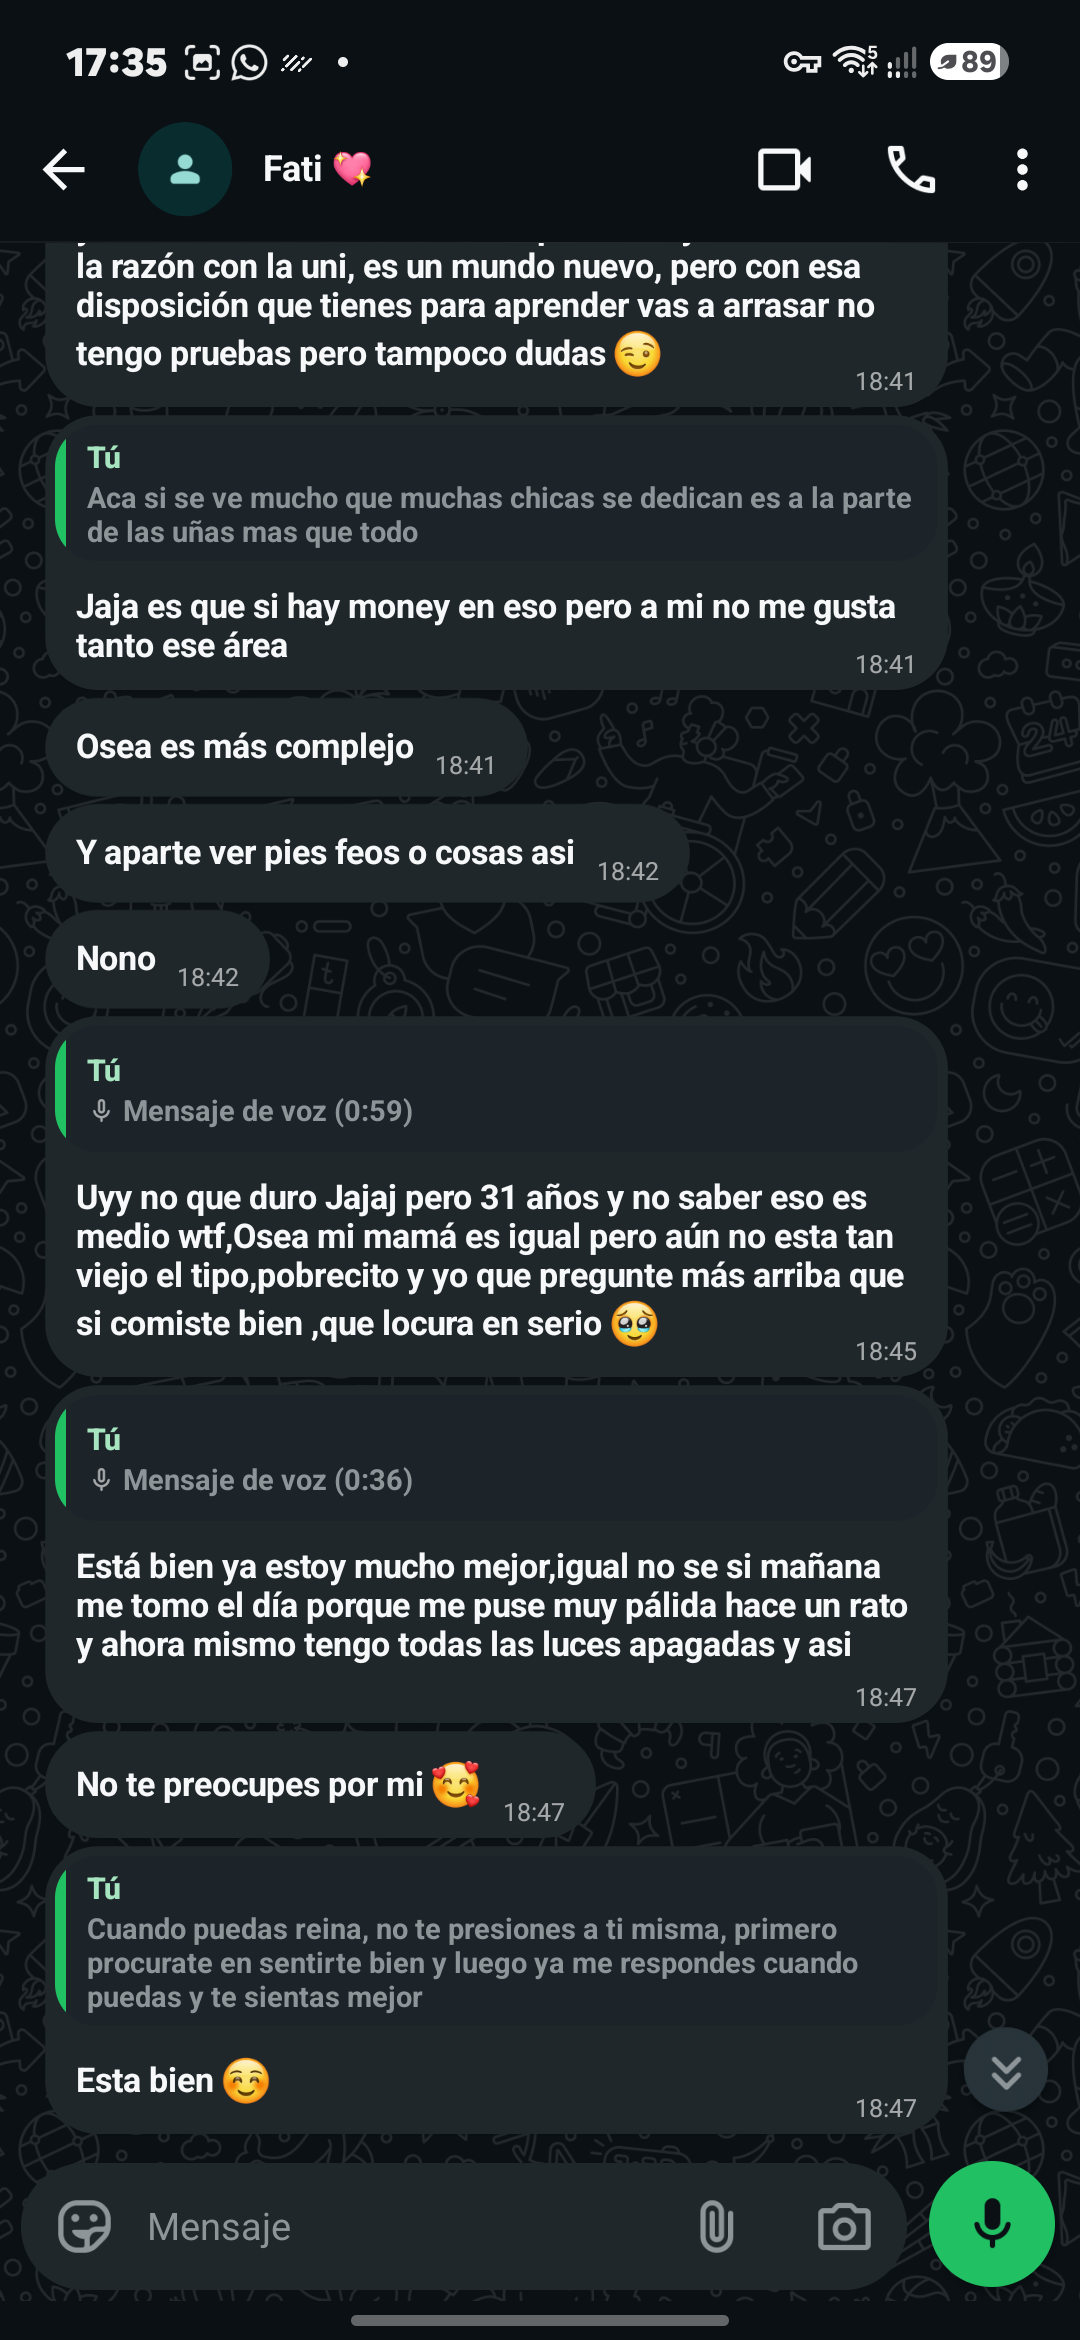 17:35
5
89
Fati
la razón con la uni, es un mundo nuevo, pero con esa
disposición que tienes para aprender vas a arrasar no
tengo pruebas pero tampoco dudas 😉
18:41
Tú
Aca si se ve mucho que muchas chicas se dedican es a la parte
de las uñas mas que todo
Jaja es que si hay money en eso pero a mi no me gusta
tanto ese área
18:41
Osea es más complejo 18:41
Y aparte ver pies feos o cosas asi 18:42
Nono 18:42
Tú
Mensaje de voz (0:59)
Uyy no que duro Jajaj pero 31 años y no saber eso es
medio wtf,Osea mi mamá es igual pero aún no esta tan
viejo el tipo,pobrecito y yo que pregunte más arriba que
si comiste bien ,que locura en serio 🥹
18:45
Tú
Mensaje de voz (0:36)
Está bien ya estoy mucho mejor,igual no se si mañana
me tomo el día porque me puse muy pálida hace un rato
y ahora mismo tengo todas las luces apagadas y asi
18:47
No te preocupes por mi 🥰 18:47
Tú
Cuando puedas reina, no te presiones a ti misma, primero
procurate en sentirte bien y luego ya me respondes cuando
puedas y te sientas mejor
Esta bien ☺️
18:47
Mensaje